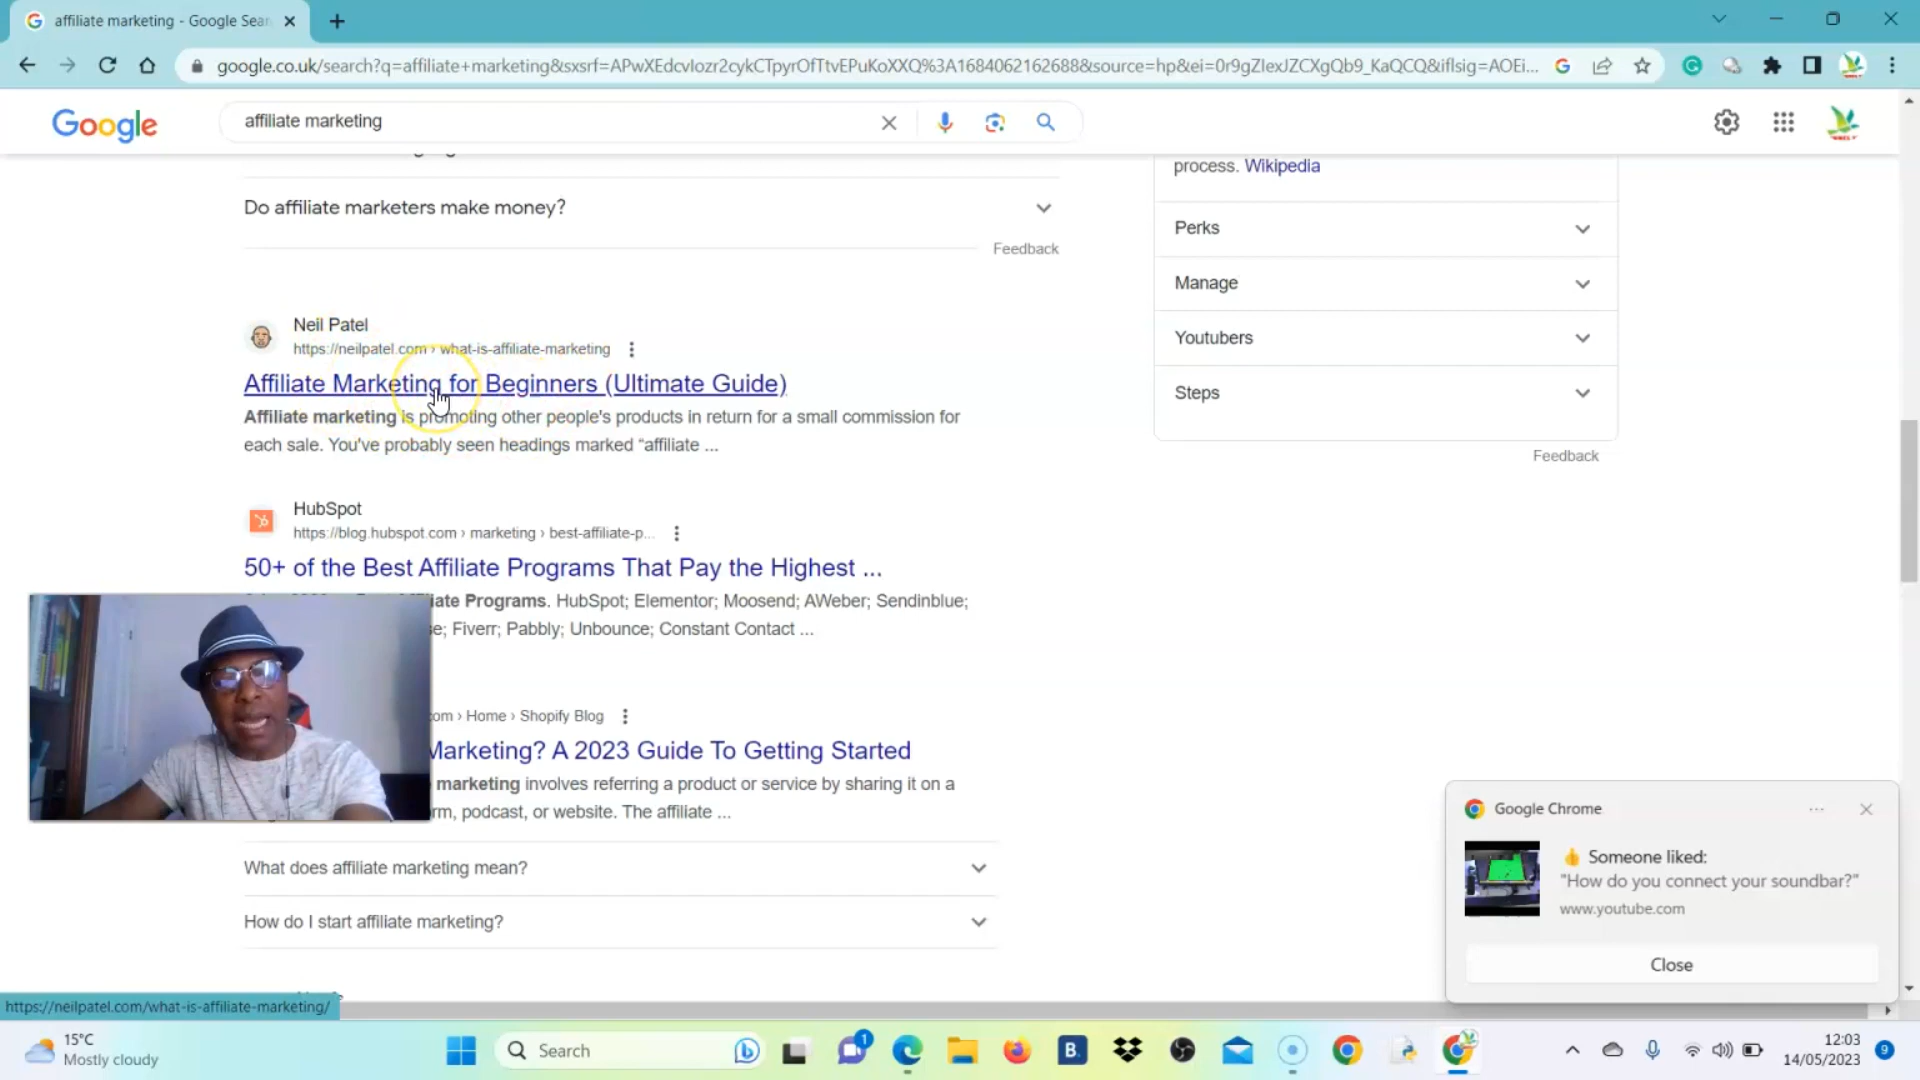 affiliate marketing - Google Sear
google.co.uk/search?q=affiliate+marketing&sxsrf=APwXEdcvIozr2cykCTpyrOfTtvEPuKoXXQ%3A1684062162688&source=hp&ei=0r9gZIexJZCXgQb9_KaQCQ&iflsig=AOEi...
Google
affiliate marketing
process. Wikipedia
Do affiliate marketers make money?
Feedback
Perks
Manage
Youtubers
Steps
Feedback
Neil Patel
https://neilpatel.com › what-is-affiliate-marketing
Affiliate Marketing for Beginners (Ultimate Guide)
Affiliate marketing is promoting other people's products in return for a small commission for
each sale. You've probably seen headings marked “affiliate ...
HubSpot
https://blog.hubspot.com › marketing › best-affiliate-p...
50+ of the Best Affiliate Programs That Pay the Highest ...
iate Programs. HubSpot; Elementor; Moosend; AWeber; Sendinblue;
se; Fiverr; Pabbly; Unbounce; Constant Contact ...
om › Home › Shopify Blog
Marketing? A 2023 Guide To Getting Started
marketing involves referring a product or service by sharing it on a
rm, podcast, or website. The affiliate ...
What does affiliate marketing mean?
How do I start affiliate marketing?
Google Chrome
Someone liked:
"How do you connect your soundbar?"
www.youtube.com
Close
https://neilpatel.com/what-is-affiliate-marketing/
15°C
Mostly cloudy
Search
1
B.
12:03
14/05/2023
9